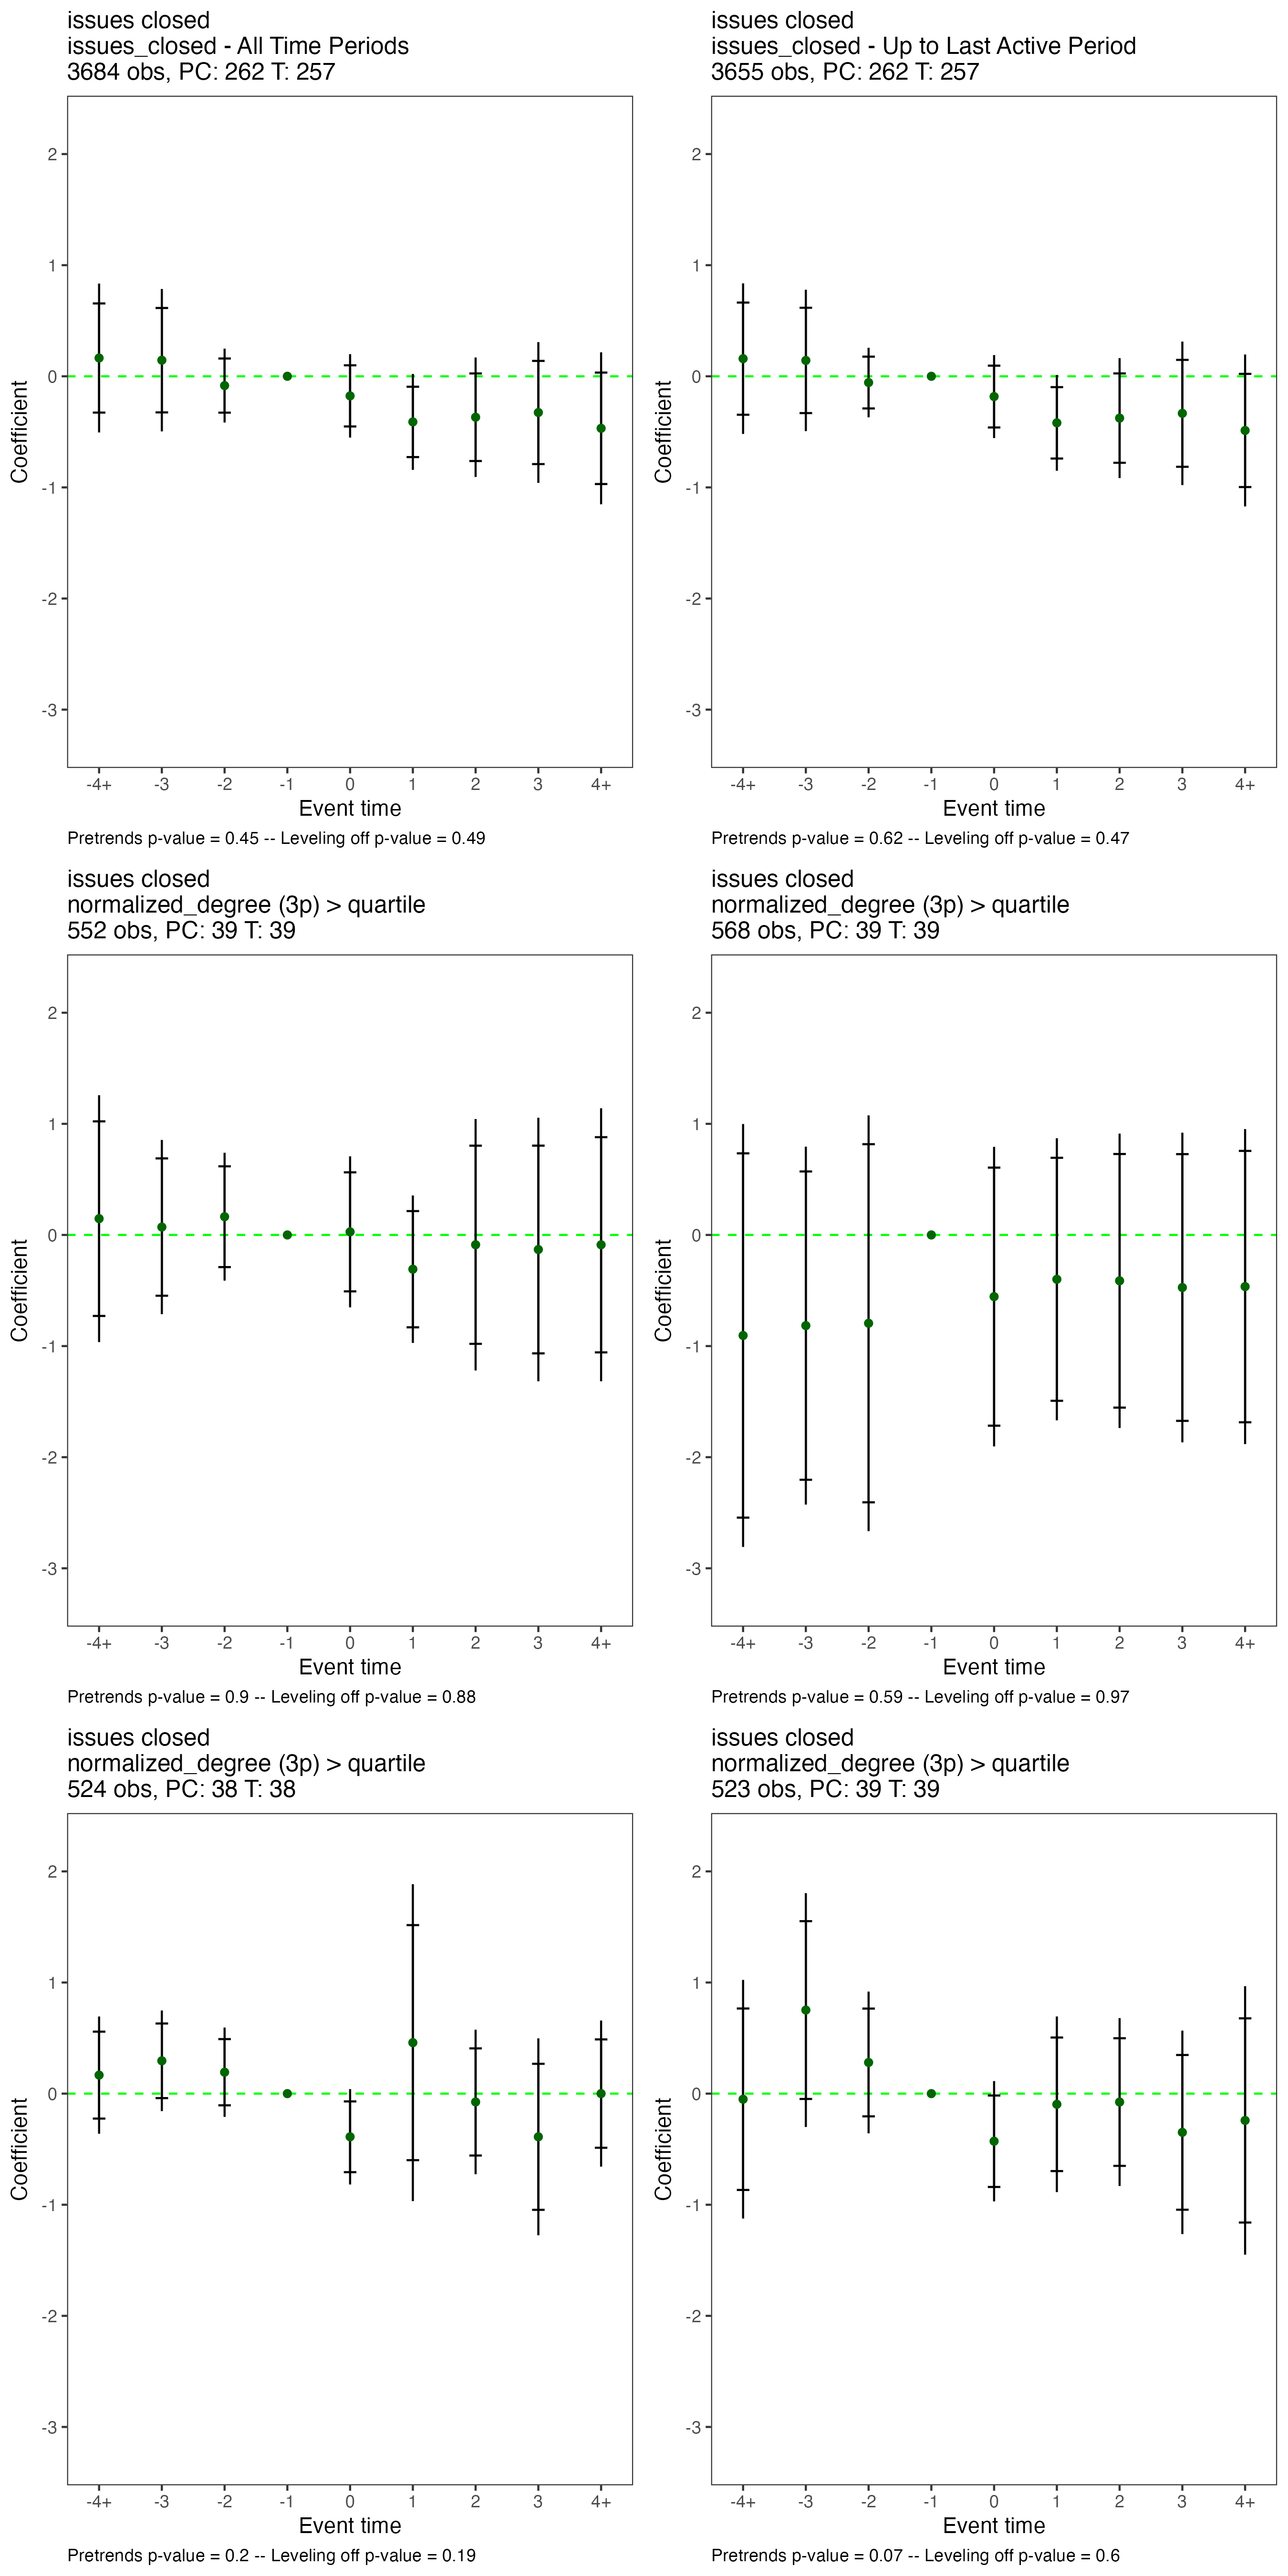 issues closed
issues_closed - All Time Periods
3684 obs, PC: 262 T: 257
2
1
0
-1
-2
-3
Coefficient
-4+ -3 -2 -1 0 1 2 3 4+
Event time
Pretrends p-value = 0.45 -- Leveling off p-value = 0.49
issues closed
issues_closed - Up to Last Active Period
3655 obs, PC: 262 T: 257
2
1
0
-1
-2
-3
Coefficient
-4+ -3 -2 -1 0 1 2 3 4+
Event time
Pretrends p-value = 0.62 -- Leveling off p-value = 0.47
issues closed
normalized_degree (3p) > quartile
552 obs, PC: 39 T: 39
2
1
0
-1
-2
-3
Coefficient
-4+ -3 -2 -1 0 1 2 3 4+
Event time
Pretrends p-value = 0.9 -- Leveling off p-value = 0.88
issues closed
normalized_degree (3p) > quartile
568 obs, PC: 39 T: 39
2
1
0
-1
-2
-3
Coefficient
-4+ -3 -2 -1 0 1 2 3 4+
Event time
Pretrends p-value = 0.59 -- Leveling off p-value = 0.97
issues closed
normalized_degree (3p) > quartile
524 obs, PC: 38 T: 38
2
1
0
-1
-2
-3
Coefficient
-4+ -3 -2 -1 0 1 2 3 4+
Event time
Pretrends p-value = 0.2 -- Leveling off p-value = 0.19
issues closed
normalized_degree (3p) > quartile
523 obs, PC: 39 T: 39
2
1
0
-1
-2
-3
Coefficient
-4+ -3 -2 -1 0 1 2 3 4+
Event time
Pretrends p-value = 0.07 -- Leveling off p-value = 0.6